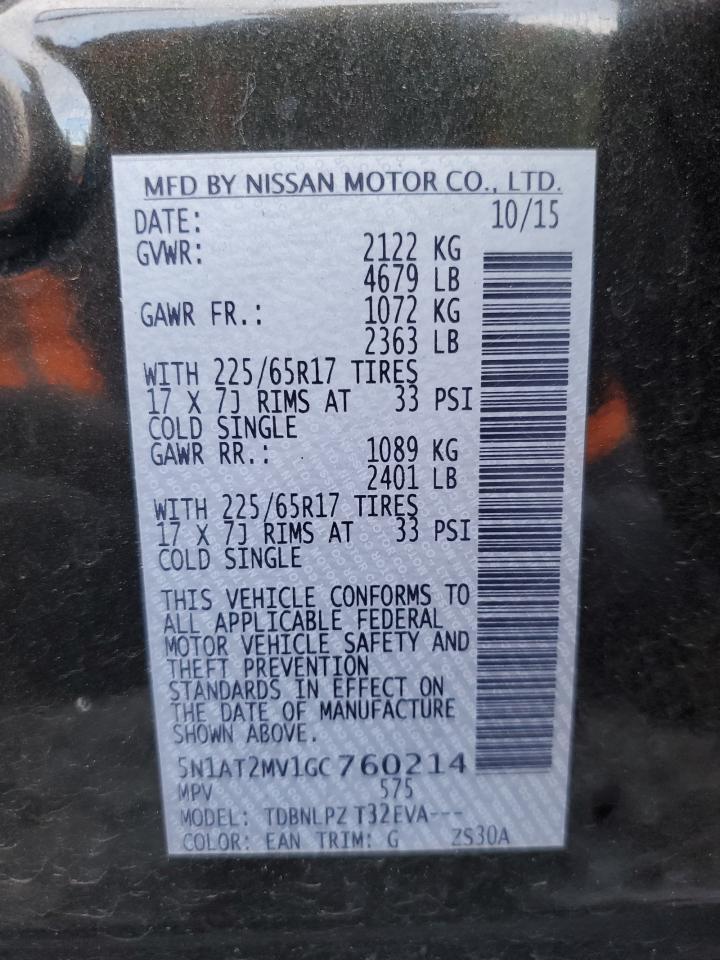 MFD BY NISSAN MOTOR CO., LTD.
DATE: 10/15
GVWR: 2122 KG
4679 LB
GAWR FR.: 1072 KG
2363 LB
WITH 225/65R17 TIRES
17 X 7J RIMS AT 33 PSI
COLD SINGLE
GAWR RR.: 1089 KG
2401 LB
WITH 225/65R17 TIRES
17 X 7J RIMS AT 33 PSI
COLD SINGLE
THIS VEHICLE CONFORMS TO
ALL APPLICABLE FEDERAL
MOTOR VEHICLE SAFETY AND
THEFT PREVENTION
STANDARDS IN EFFECT ON
THE DATE OF MANUFACTURE
SHOWN ABOVE.
5N1AT2MV1GC760214
MPV 575
MODEL: TDBNLPZ T32EVA---
COLOR: EAN TRIM: G ZS30A